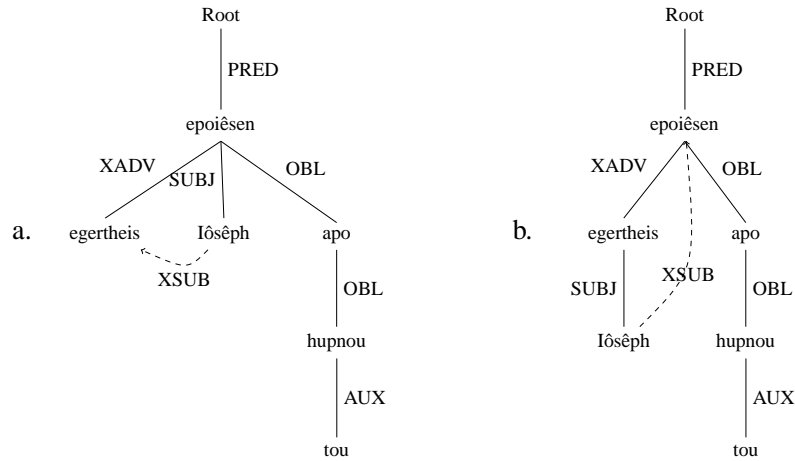 Root Root
PRED PRED
epoiêsen epoiêsen
XADV SUBJ OBL XADV OBL
a. egertheis Iôsêph apo b. egertheis apo
XSUB OBL SUBJ XSUB OBL
hupnou Iôsêph hupnou
AUX AUX
tou tou